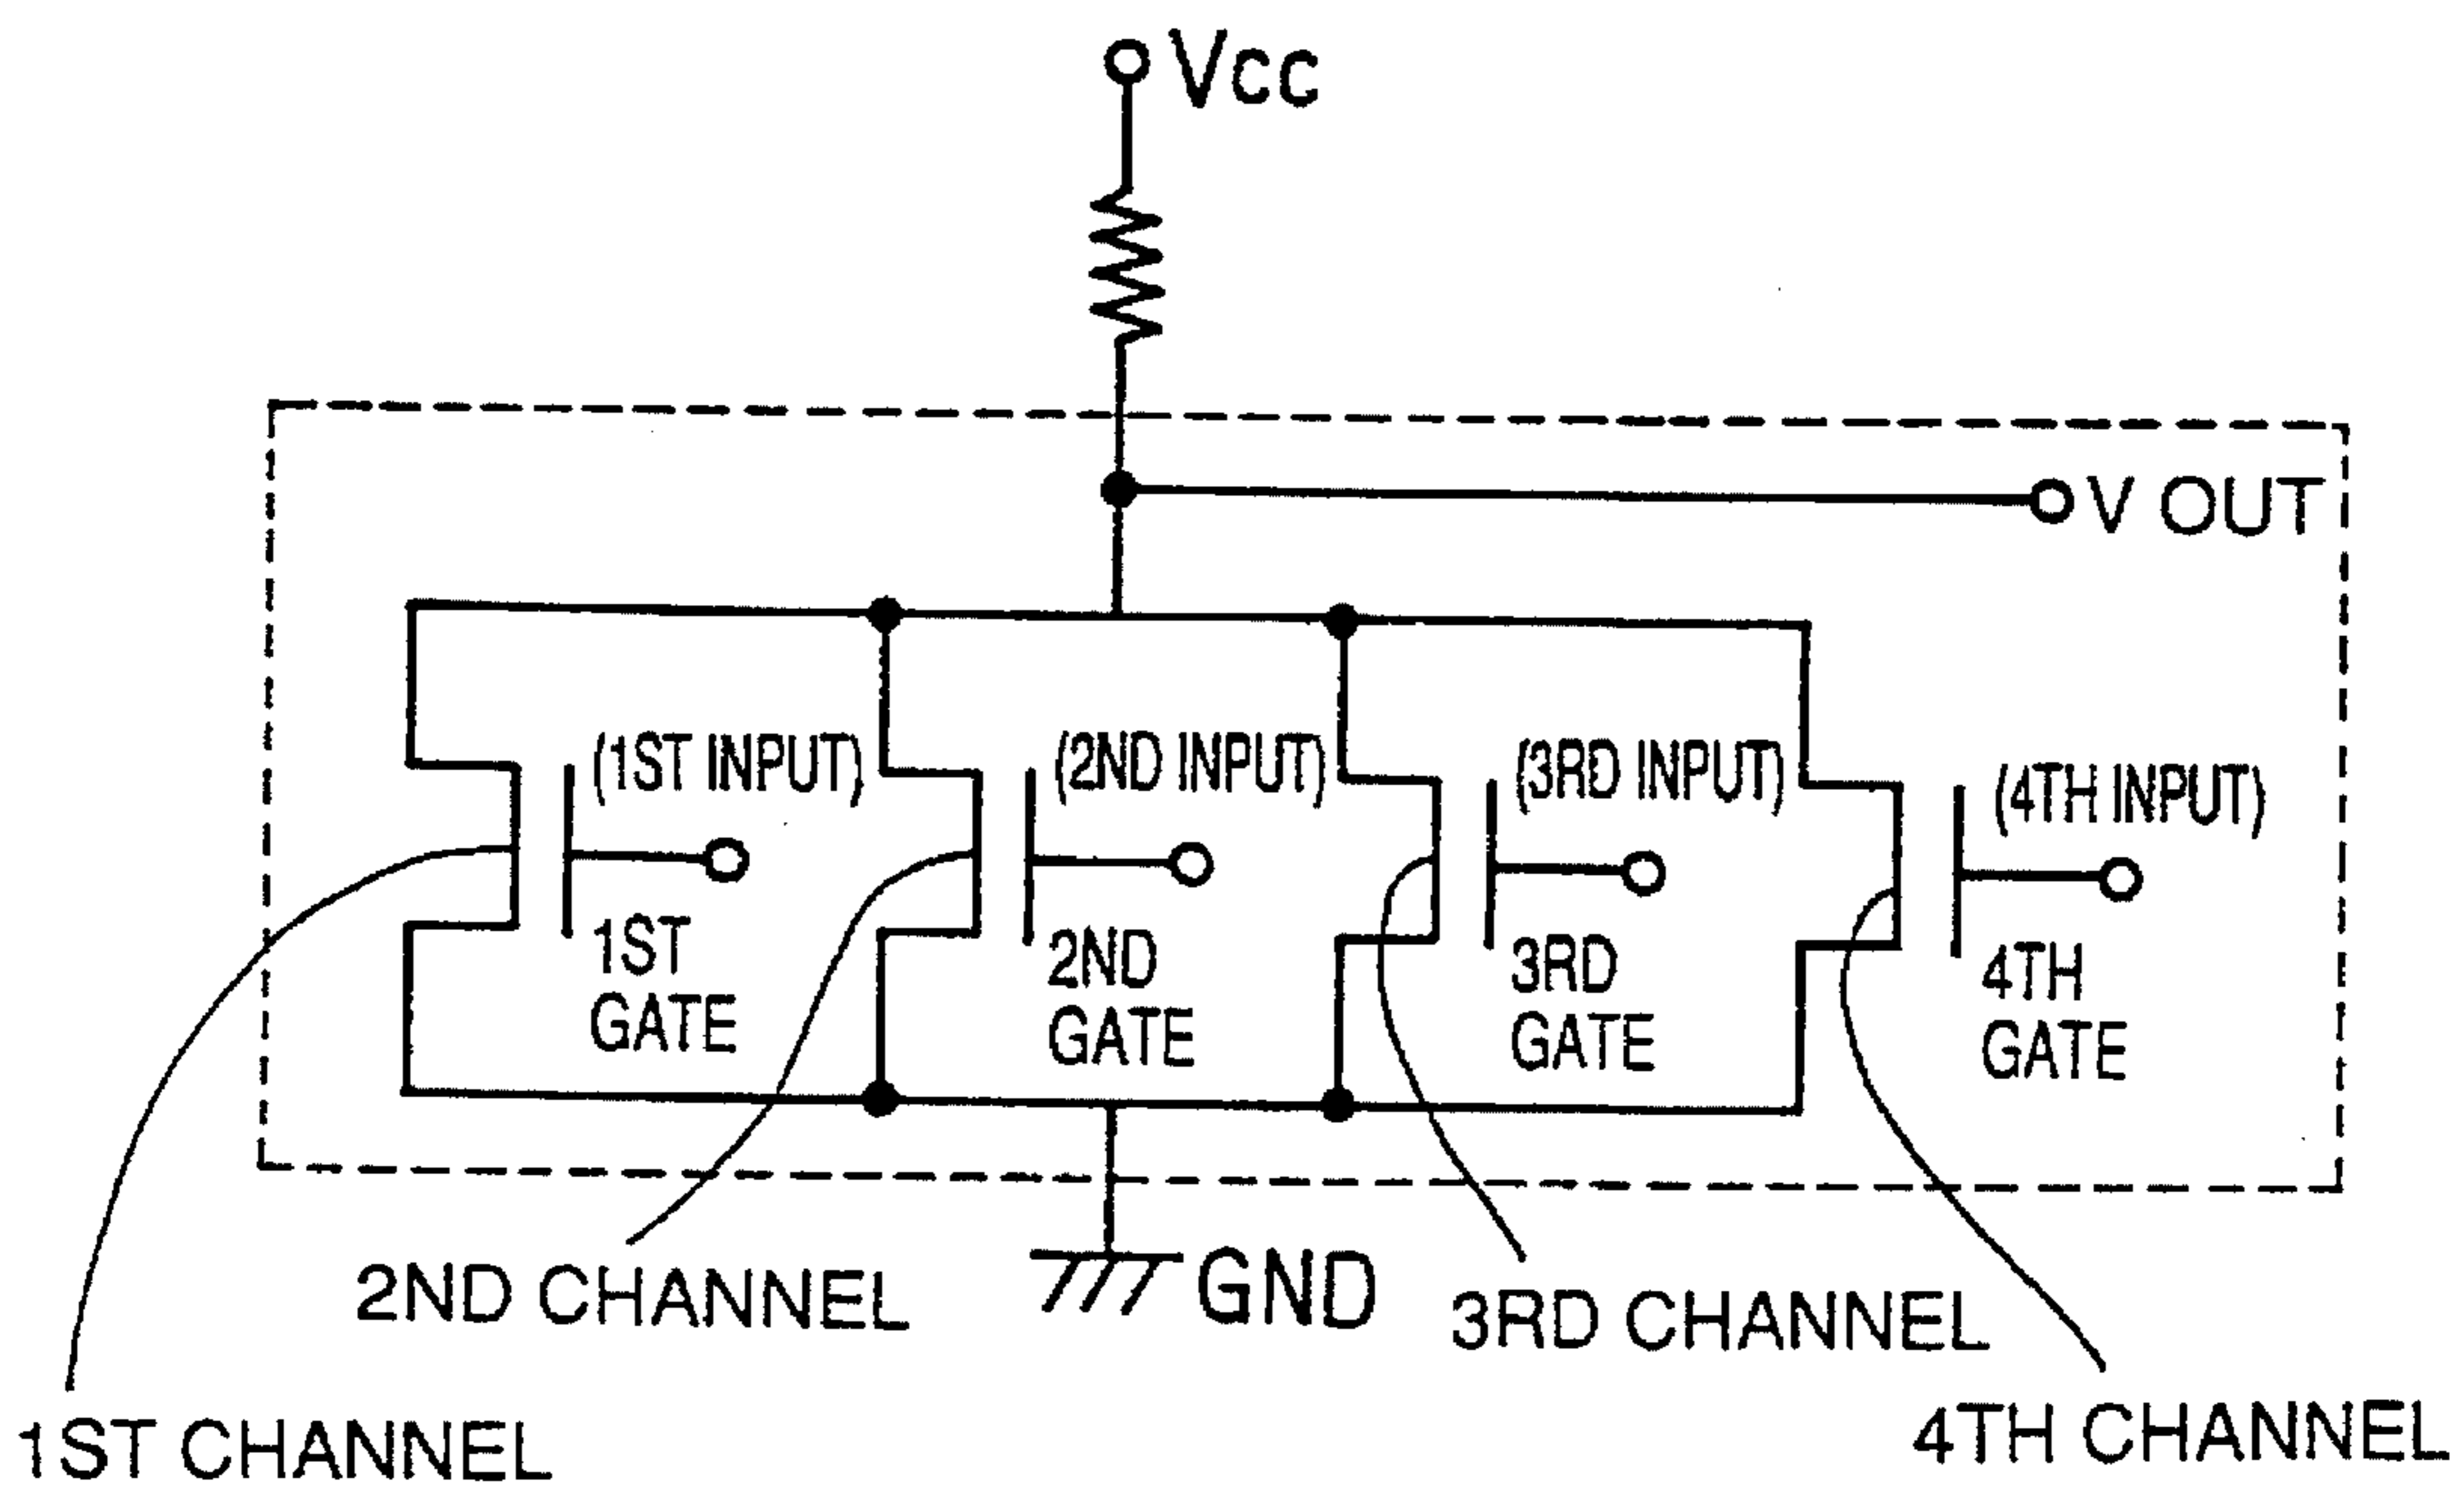 Vcc
V OUT
(1ST INPUT)
(2ND INPUT)
(3RD INPUT)
(4TH INPUT)
1ST
GATE
2ND
GATE
3RD
GATE
4TH
GATE
2ND CHANNEL
GND
3RD CHANNEL
1ST CHANNEL
4TH CHANNEL